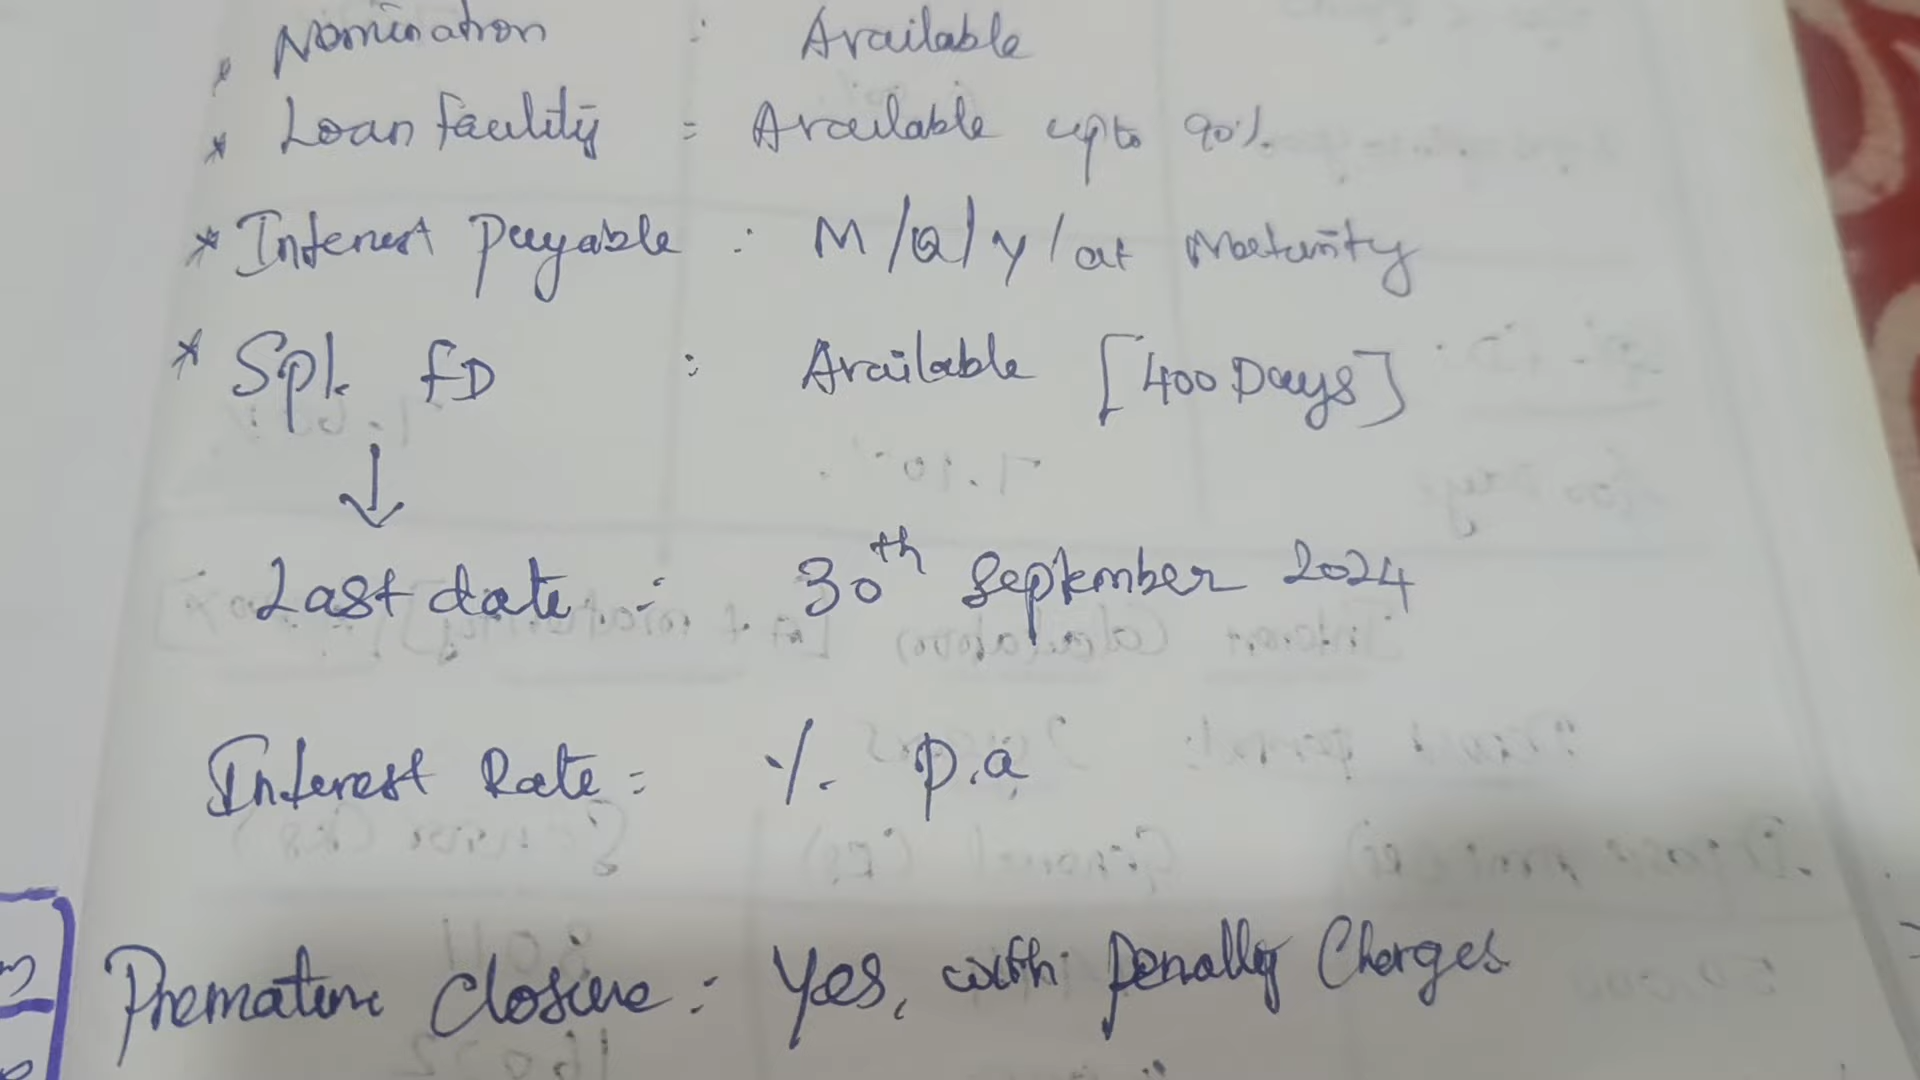 * Nomination : Available
* Loan facility = Available upto 90%.
* Interest Payable : M/Q/Y/at Maturity
* Spl. FD : Available [400 Days]
↓
Last date : 30th September 2024
Interest Rate = % p.a
Premature Closure : Yes, with penally Charges